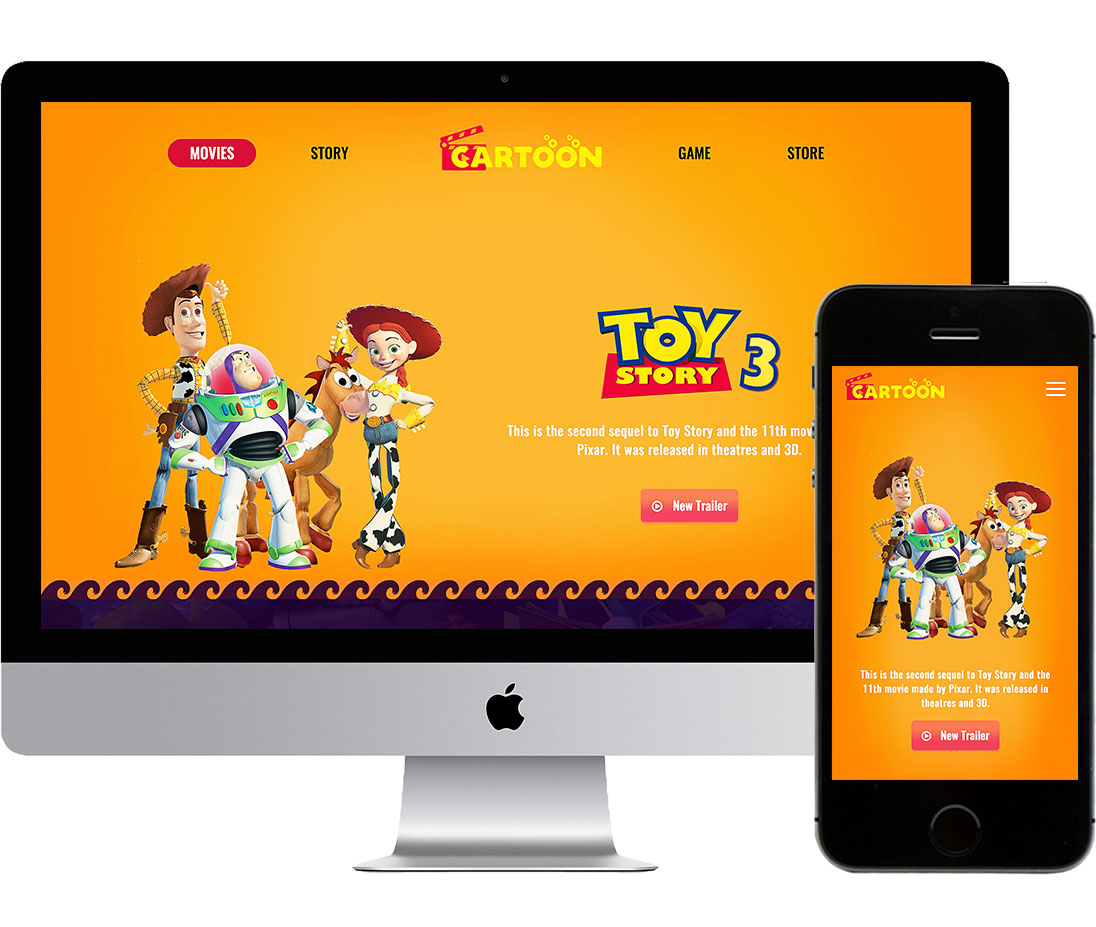 MOVIES
STORY
CARTOON
GAME
STORE
TOY
STORY 3
This is the second sequel to Toy Story and the 11th
Pixar. It was released in theatres and 3D.
New Trailer
CARTOON
This is the second sequel to Toy Story and the
11th movie made by Pixar. It was released in
theatres and 3D.
New Trailer